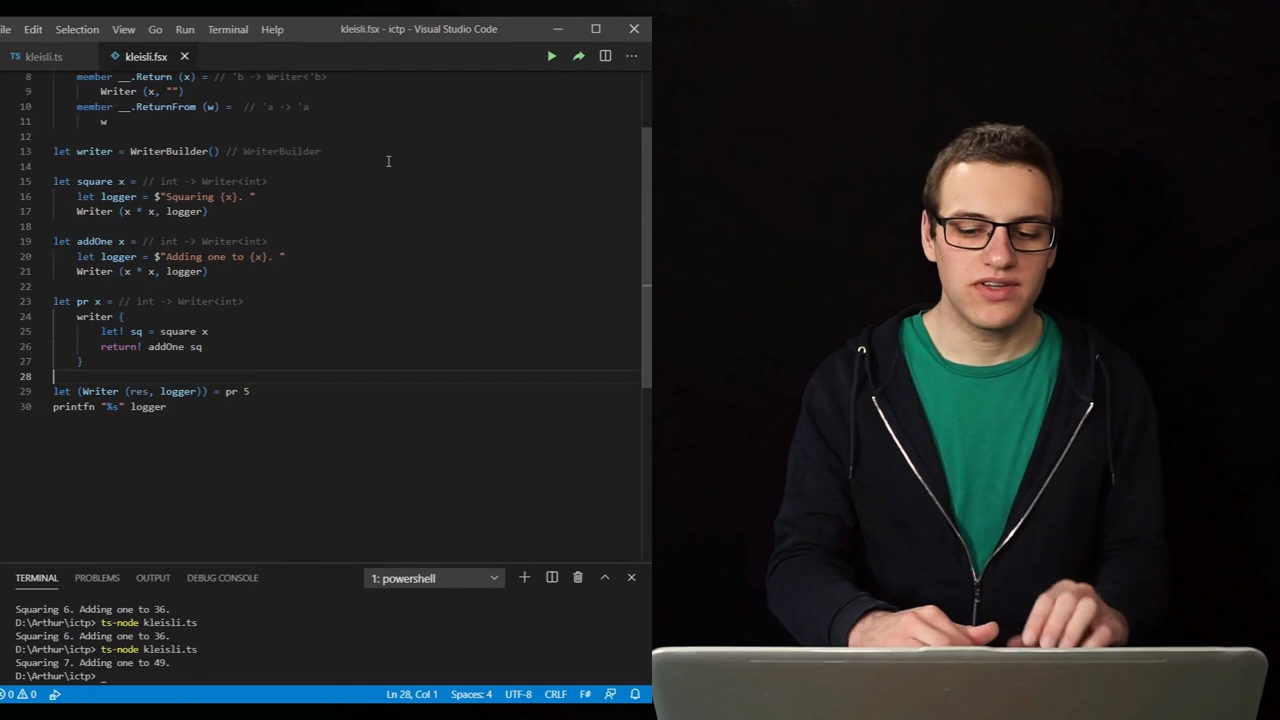 ile Edit Selection View Go Run Terminal Help kleisli.fsx - ictp - Visual Studio Code
TS kleisli.ts kleisli.fsx
8 member __.Return (x) = // 'b -> Writer<'b>
9 Writer (x, "")
10 member __.ReturnFrom (w) = // 'a -> 'a
11 w
12
13 let writer = WriterBuilder() // WriterBuilder
14
15 let square x = // int -> Writer<int>
16 let logger = $"Squaring {x}. "
17 Writer (x * x, logger)
18
19 let addOne x = // int -> Writer<int>
20 let logger = $"Adding one to {x}. "
21 Writer (x * x, logger)
22
23 let pr x = // int -> Writer<int>
24 writer {
25 let! sq = square x
26 return! addOne sq
27 }
28
29 let (Writer (res, logger)) = pr 5
30 printfn "%s" logger
TERMINAL PROBLEMS OUTPUT DEBUG CONSOLE 1: powershell
Squaring 6. Adding one to 36.
D:\Arthur\ictp> ts-node kleisli.ts
Squaring 6. Adding one to 36.
D:\Arthur\ictp> ts-node kleisli.ts
Squaring 7. Adding one to 49.
D:\Arthur\ictp> _
0 0 Ln 28, Col 1 Spaces: 4 UTF-8 CRLF F#